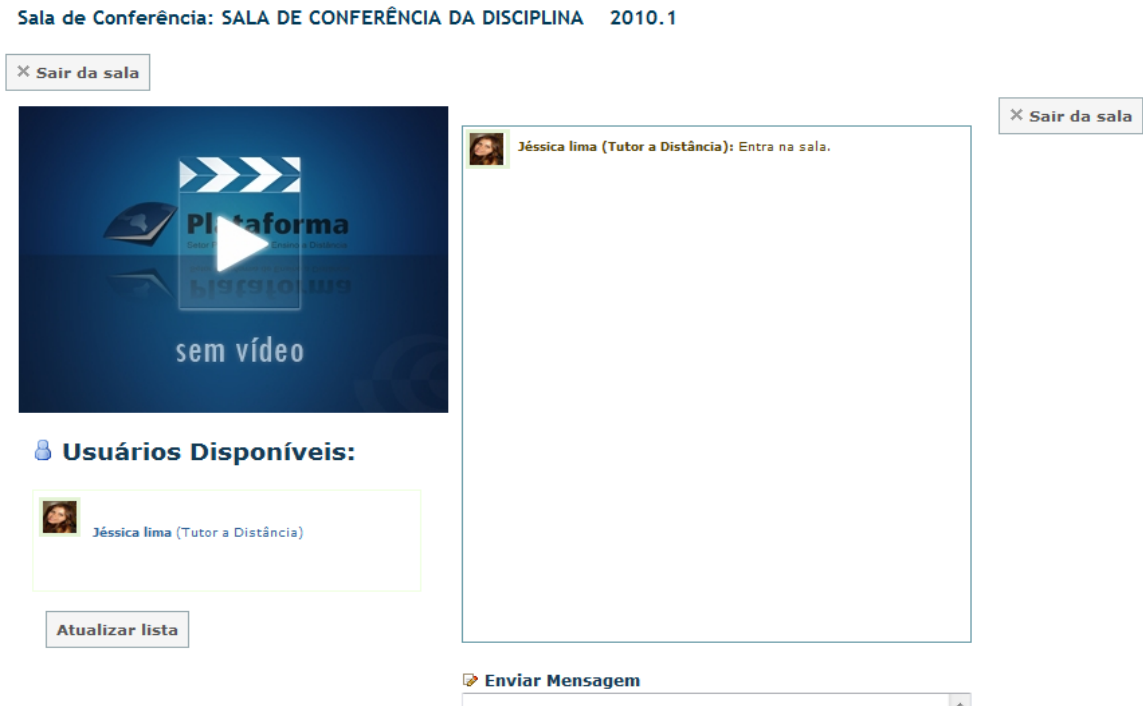 Sala de Conferência: SALA DE CONFERÊNCIA DA DISCIPLINA 2010.1
Sair da sala
Sair da sala
Plataforma
sem vídeo
Jéssica lima (Tutor a Distância): Entra na sala.
Usuários Disponíveis:
Jéssica lima (Tutor a Distância)
Atualizar lista
Enviar Mensagem